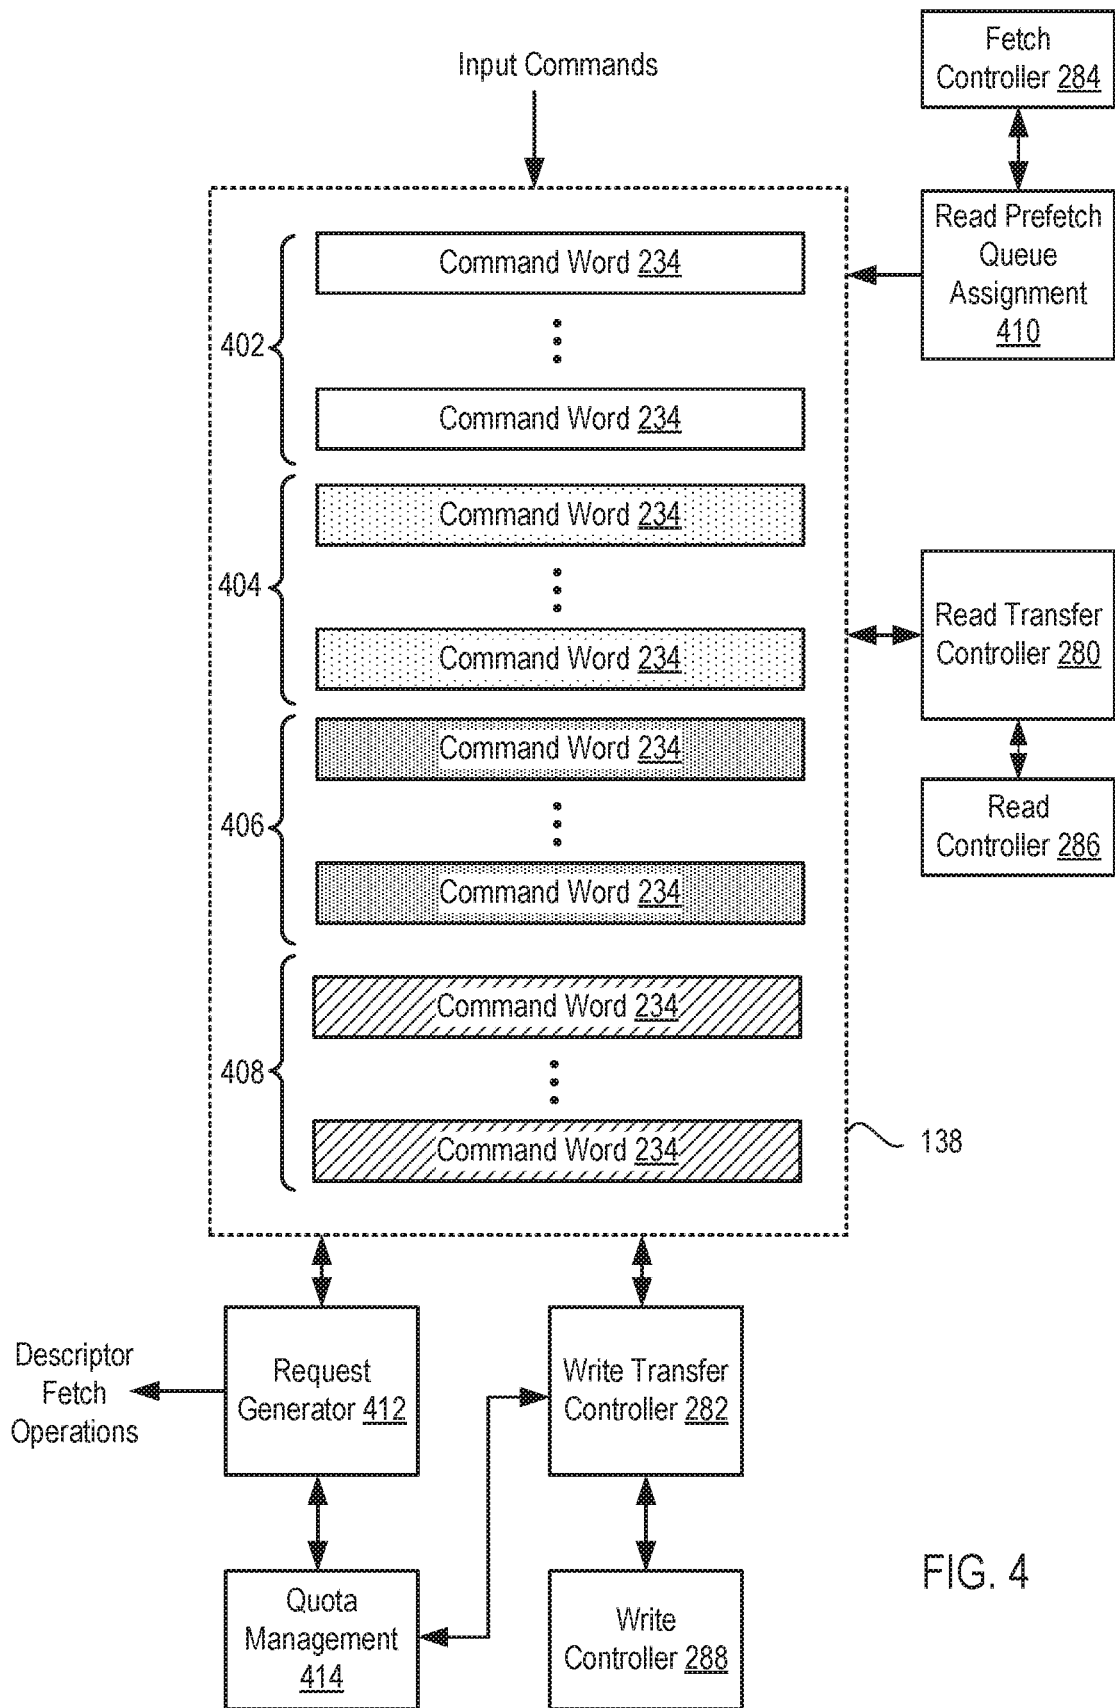 Input Commands
Fetch
Controller 284
Read Prefetch
Queue
Assignment
410
Command Word 234
402
Command Word 234
Command Word 234
404
Command Word 234
Read Transfer
Controller 280
Command Word 234
406
Command Word 234
Read
Controller 286
Command Word 234
408
Command Word 234
138
Descriptor
Fetch
Operations
Request
Generator 412
Write Transfer
Controller 282
Quota
Management
414
Write
Controller 288
FIG. 4